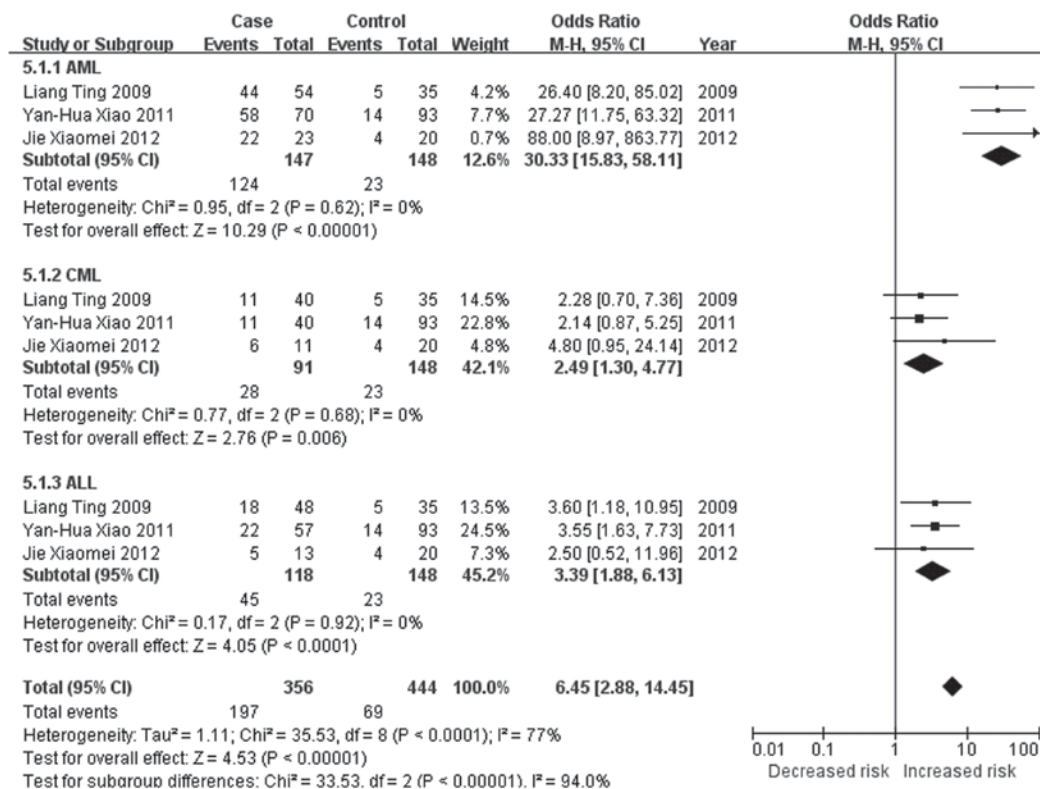 Case Control Odds Ratio Odds Ratio
Study or Subgroup Events Total Events Total Weight M-H, 95% CI Year M-H, 95% CI
5.1.1 AML
Liang Ting 2009 44 54 5 35 4.2% 26.40 [8.20, 85.02] 2009
Yan-Hua Xiao 2011 58 70 14 93 7.7% 27.27 [11.75, 63.32] 2011
Jie Xiaomei 2012 22 23 4 20 0.7% 88.00 [8.97, 863.77] 2012
Subtotal (95% CI) 147 148 12.6% 30.33 [15.83, 58.11]
Total events 124 23
Heterogeneity: Chi² = 0.95, df = 2 (P = 0.62); I² = 0%
Test for overall effect: Z = 10.29 (P < 0.00001)
5.1.2 CML
Liang Ting 2009 11 40 5 35 14.5% 2.28 [0.70, 7.36] 2009
Yan-Hua Xiao 2011 11 40 14 93 22.8% 2.14 [0.87, 5.25] 2011
Jie Xiaomei 2012 6 11 4 20 4.8% 4.80 [0.95, 24.14] 2012
Subtotal (95% CI) 91 148 42.1% 2.49 [1.30, 4.77]
Total events 28 23
Heterogeneity: Chi² = 0.77, df = 2 (P = 0.68); I² = 0%
Test for overall effect: Z = 2.76 (P = 0.006)
5.1.3 ALL
Liang Ting 2009 18 48 5 35 13.5% 3.60 [1.18, 10.95] 2009
Yan-Hua Xiao 2011 22 57 14 93 24.5% 3.55 [1.63, 7.73] 2011
Jie Xiaomei 2012 5 13 4 20 7.3% 2.50 [0.52, 11.96] 2012
Subtotal (95% CI) 118 148 45.2% 3.39 [1.88, 6.13]
Total events 45 23
Heterogeneity: Chi² = 0.17, df = 2 (P = 0.92); I² = 0%
Test for overall effect: Z = 4.05 (P < 0.0001)
Total (95% CI) 356 444 100.0% 6.45 [2.88, 14.45]
Total events 197 69
Heterogeneity: Tau² = 1.11; Chi² = 35.53, df = 8 (P < 0.0001); I² = 77%
Test for overall effect: Z = 4.53 (P < 0.00001)
Test for subgroup differences: Chi² = 33.53, df = 2 (P < 0.00001), I² = 94.0%
0.01 0.1 1 10 100
Decreased risk Increased risk